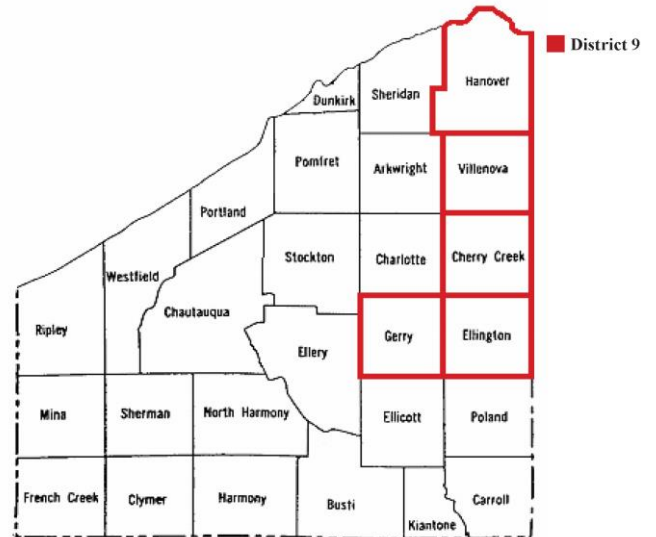 District 9
Hanover
Dunkirk
Sheridan
Pomfret
Arkwright
Villenova
Portland
Stockton
Charlotte
Cherry Creek
Westfield
Chautauqua
Ripley
Gerry
Ellington
Ellery
Mina
Sherman
North Harmony
Ellicott
Poland
French Creek
Clymer
Harmony
Busti
Kiantone
Carroll